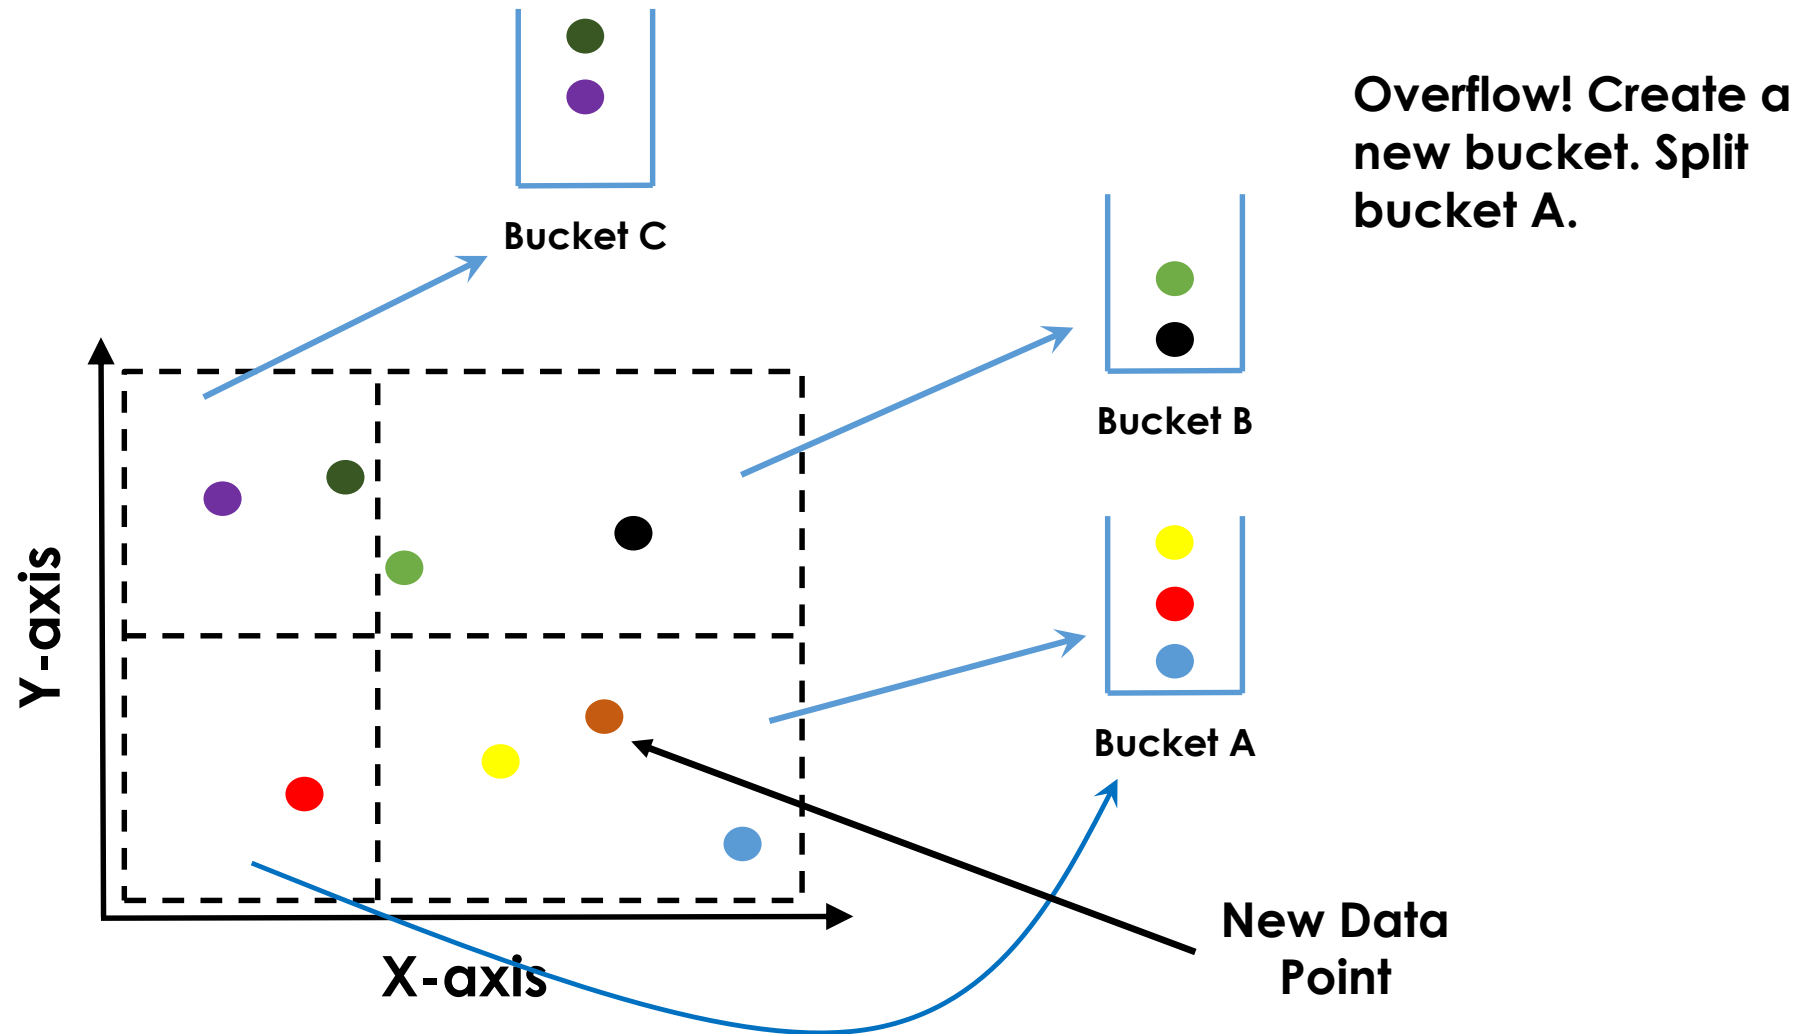 Overflow! Create a
new bucket. Split
bucket A.
Bucket C
Bucket B
Bucket A
Y-axis
X-axis
New Data
Point